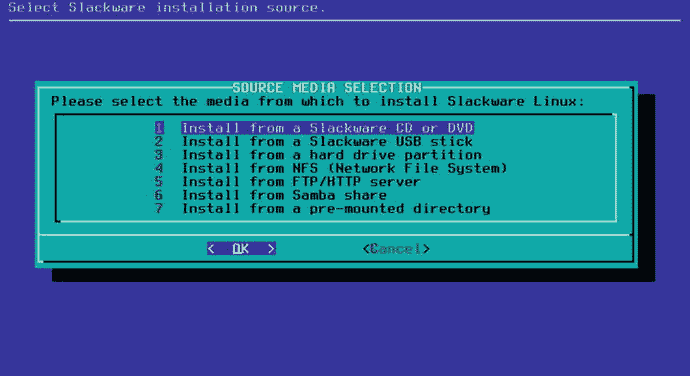 Select Slackware installation source.
SOURCE MEDIA SELECTION
Please select the media from which to install Slackware Linux:
1 Install from a Slackware CD or DVD
2 Install from a Slackware USB stick
3 Install from a hard drive partition
4 Install from NFS (Network File System)
5 Install from FTP/HTTP server
6 Install from Samba share
7 Install from a pre-mounted directory
< OK > <Cancel>